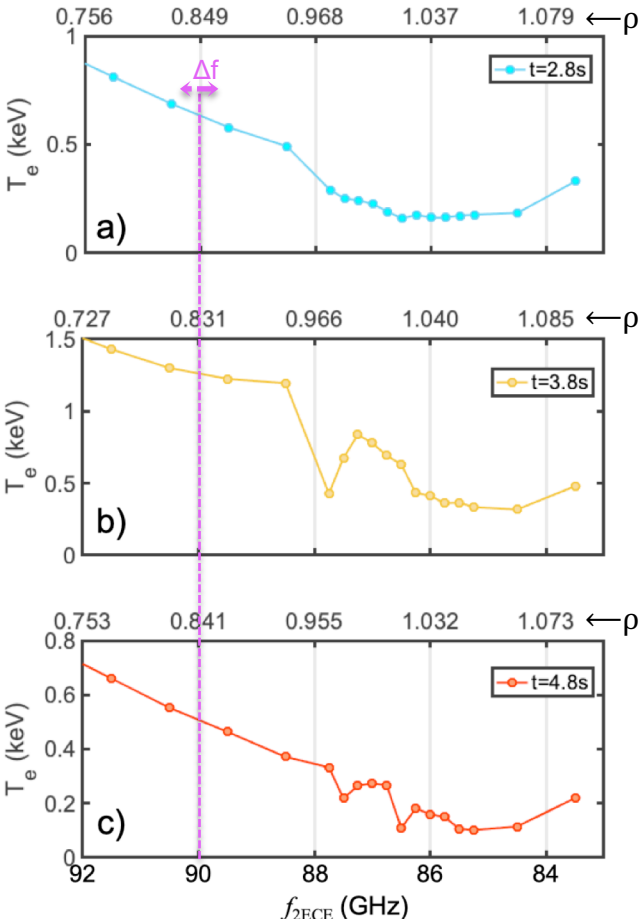 0.756 0.849 0.968 1.037 1.079 ←ρ
1
Δf
t=2.8s
0.5
T_e (keV)
a)
0
0.727 0.831 0.966 1.040 1.085 ←ρ
1.5
t=3.8s
1
T_e (keV)
0.5
b)
0
0.753 0.841 0.955 1.032 1.073 ←ρ
0.8
t=4.8s
0.6
T_e (keV)
0.4
0.2
c)
0
92 90 88 86 84
f_2ECE (GHz)